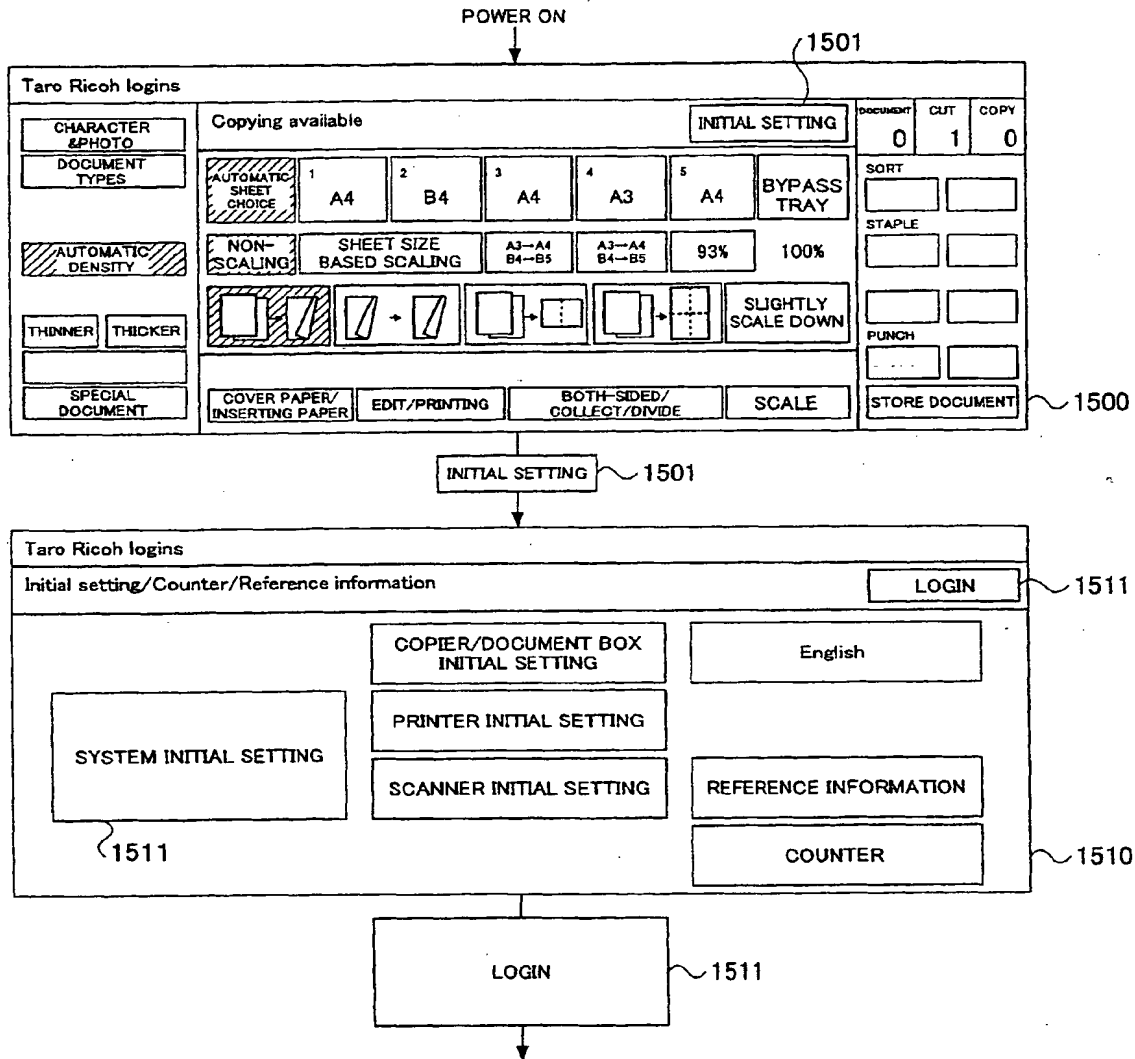 POWER ON
1501
Taro Ricoh logins
CHARACTER
&PHOTO
DOCUMENT
TYPES
AUTOMATIC
DENSITY
THINNER THICKER
SPECIAL
DOCUMENT
Copying available
INITIAL SETTING
AUTOMATIC
SHEET
CHOICE
1
A4
2
B4
3
A4
4
A3
5
A4
BYPASS
TRAY
NON-
SCALING
SHEET SIZE
BASED SCALING
A3→A4
B4→B5
A3→A4
B4→B5
93%
100%
SLIGHTLY
SCALE DOWN
COVER PAPER/
INSERTING PAPER
EDIT/PRINTING
BOTH-SIDED/
COLLECT/DIVIDE
SCALE
DOCUMENT CUT COPY
0 1 0
SORT
STAPLE
PUNCH
STORE DOCUMENT
1500
INITIAL SETTING
1501
Taro Ricoh logins
Initial setting/Counter/Reference information
LOGIN
1511
SYSTEM INITIAL SETTING
1511
COPIER/DOCUMENT BOX
INITIAL SETTING
PRINTER INITIAL SETTING
SCANNER INITIAL SETTING
English
REFERENCE INFORMATION
COUNTER
1510
LOGIN
1511